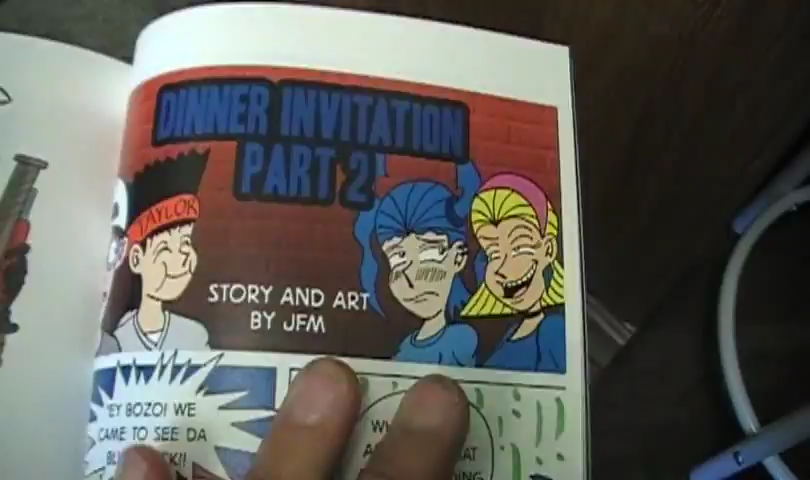 DINNER INVITATION
PART 2
TAYLOR
STORY AND ART
BY JFM
'EY BOZO! WE
CAME TO SEE DA